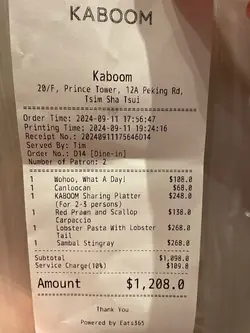 KABOOM
Kaboom
20/F, Prince Tower, 12A Peking Rd,
Tsim Sha Tsui
Order Time: 2024-09-11 17:56:47
Printing Time: 2024-09-11 19:24:16
Receipt No.: 20240911175646D14
Served By: Tim
Order No.: D14 [Dine-in]
Number of Patron: 2
1 Wohoo, What A Day! $108.0
1 Canloocan $68.0
1 KABOOM Sharing Platter $248.0
(For 2-3 persons)
1 Red Prawn and Scallop $138.0
Carpaccio
1 Lobster Pasta With Lobster $268.0
Tail
1 Sambal Stingray $268.0
Subtotal $1,098.0
Service Charge(10%) $109.8
Amount $1,208.0
Thank You
Powered by Eats365